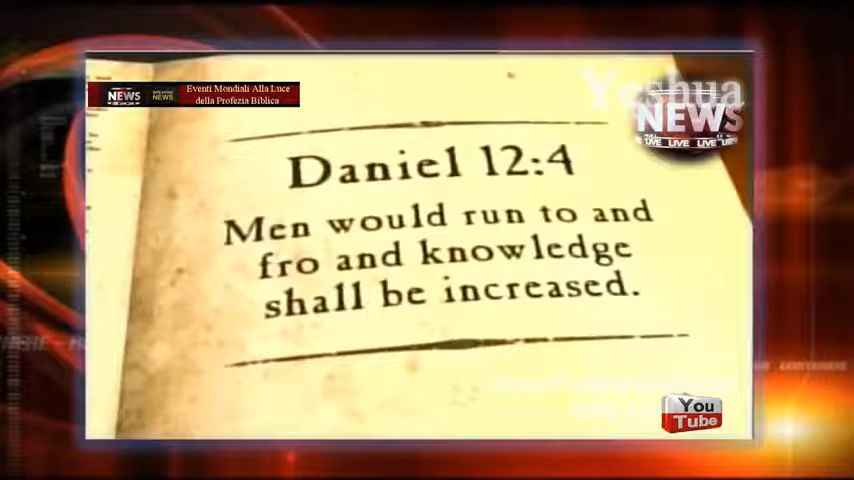 Eventi Mondiali Alla Luce
della Profezia Biblica
NEWS
BREAKING
NEWS
Yeshua
NEWS
LIVE LIVE LIVE
Daniel 12:4
Men would run to and
fro and knowledge
shall be increased.
You
Tube